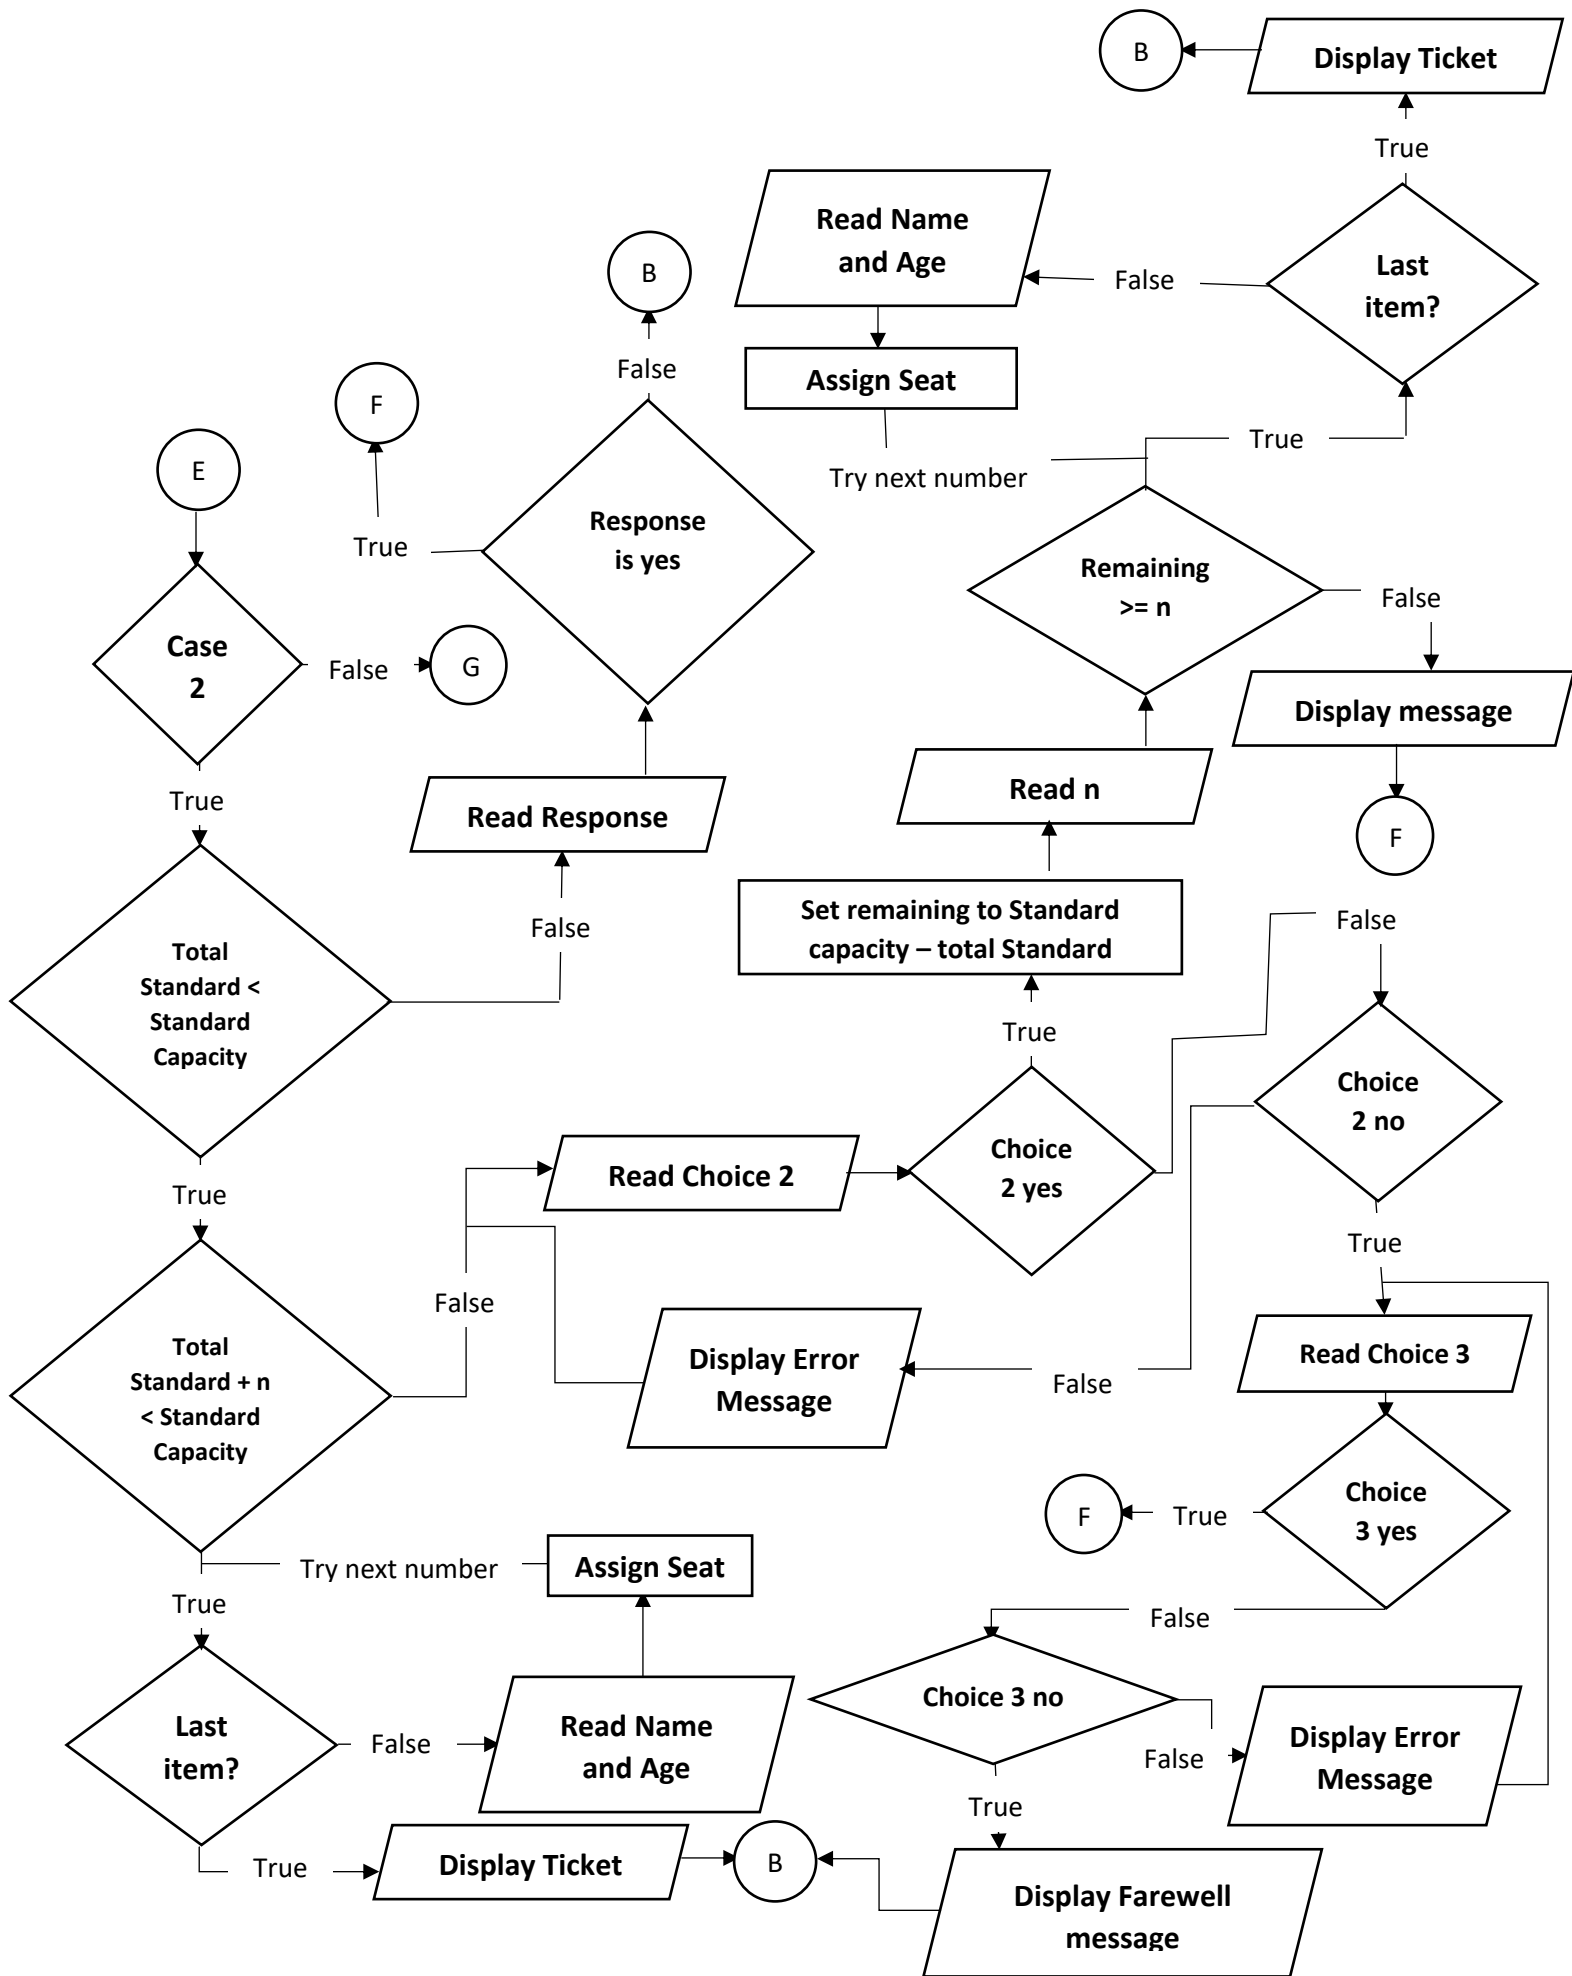 B
Display Ticket
True
Read Name
and Age
False
Last
item?
B
False
F
Assign Seat
True
Try next number
E
Response
is yes
True
Remaining
>= n
False
Case
2
False
G
Display message
True
Read Response
Read n
F
False
Set remaining to Standard
capacity – total Standard
False
Total
Standard <
Standard
Capacity
True
Choice
2 no
True
Read Choice 2
Choice
2 yes
True
False
Total
Standard + n
< Standard
Capacity
Display Error
Message
False
Read Choice 3
Choice
3 yes
True
F
Try next number
Assign Seat
True
False
Last
item?
False
Read Name
and Age
Choice 3 no
False
Display Error
Message
True
True
Display Ticket
B
Display Farewell
message